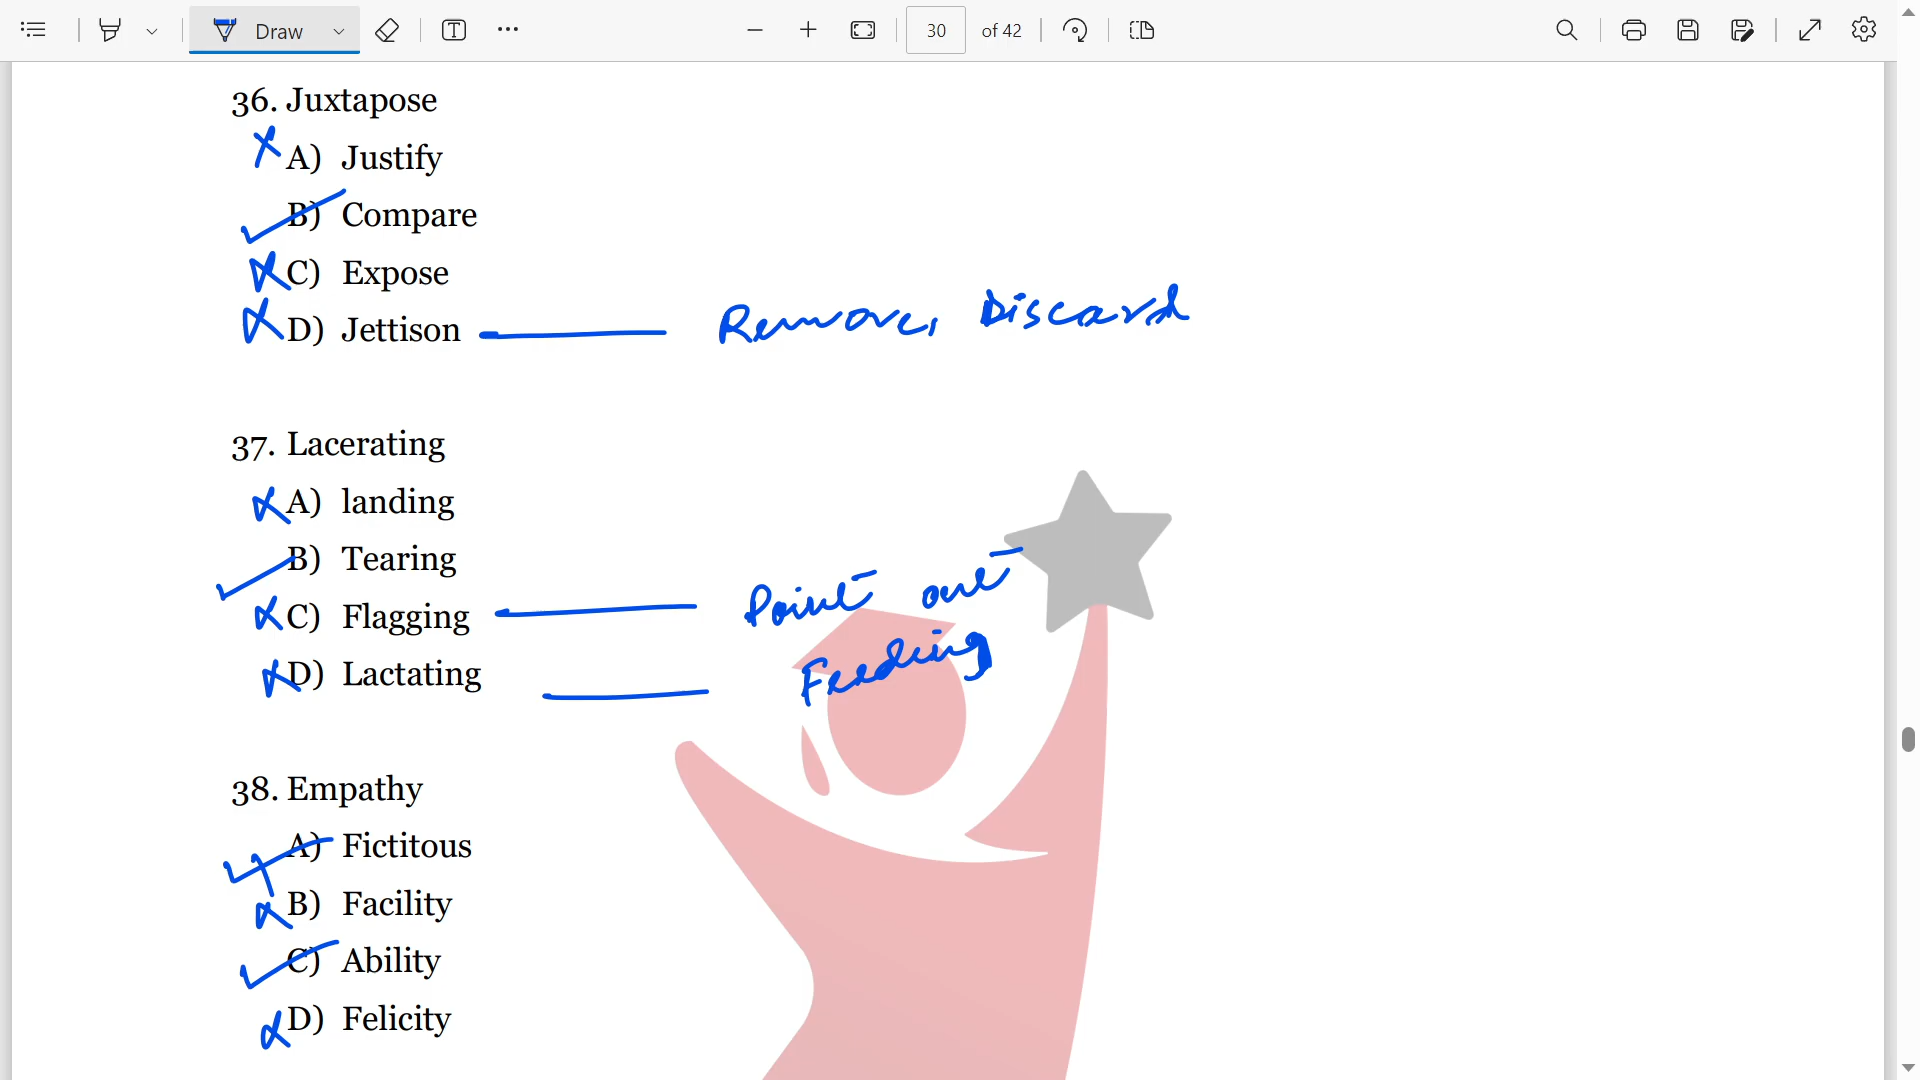 Draw 30 of 42
36. Juxtapose
A) Justify
B) Compare
C) Expose
D) Jettison Remove, Discard
37. Lacerating
A) landing
B) Tearing
C) Flagging Point out
D) Lactating Feeding
38. Empathy
A) Fictitous
B) Facility
C) Ability
D) Felicity